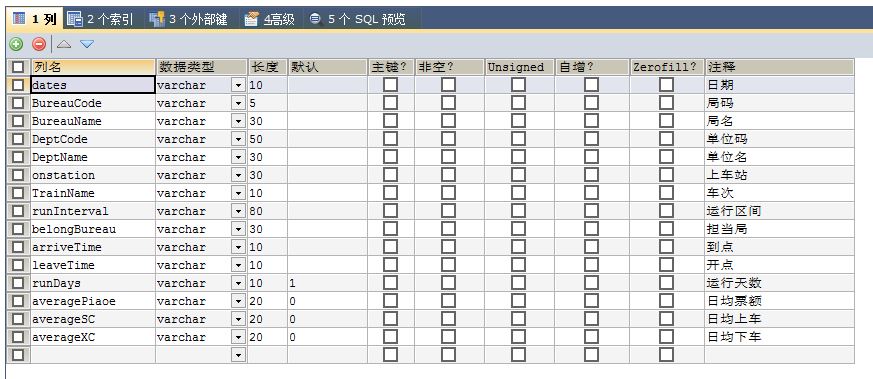 1 列 2 个索引 3 个外部键 4高级 5 个 SQL 预览
列名 数据类型 长度 默认 主键? 非空? Unsigned 自增? Zerofill? 注释
dates varchar 10 日期
BureauCode varchar 5 局码
BureauName varchar 30 局名
DeptCode varchar 50 单位码
DeptName varchar 30 单位名
onstation varchar 30 上车站
TrainName varchar 10 车次
runInterval varchar 80 运行区间
belongBureau varchar 30 担当局
arriveTime varchar 10 到点
leaveTime varchar 10 开点
runDays varchar 10 1 运行天数
averagePiaoe varchar 20 0 日均票额
averageSC varchar 20 0 日均上车
averageXC varchar 20 0 日均下车